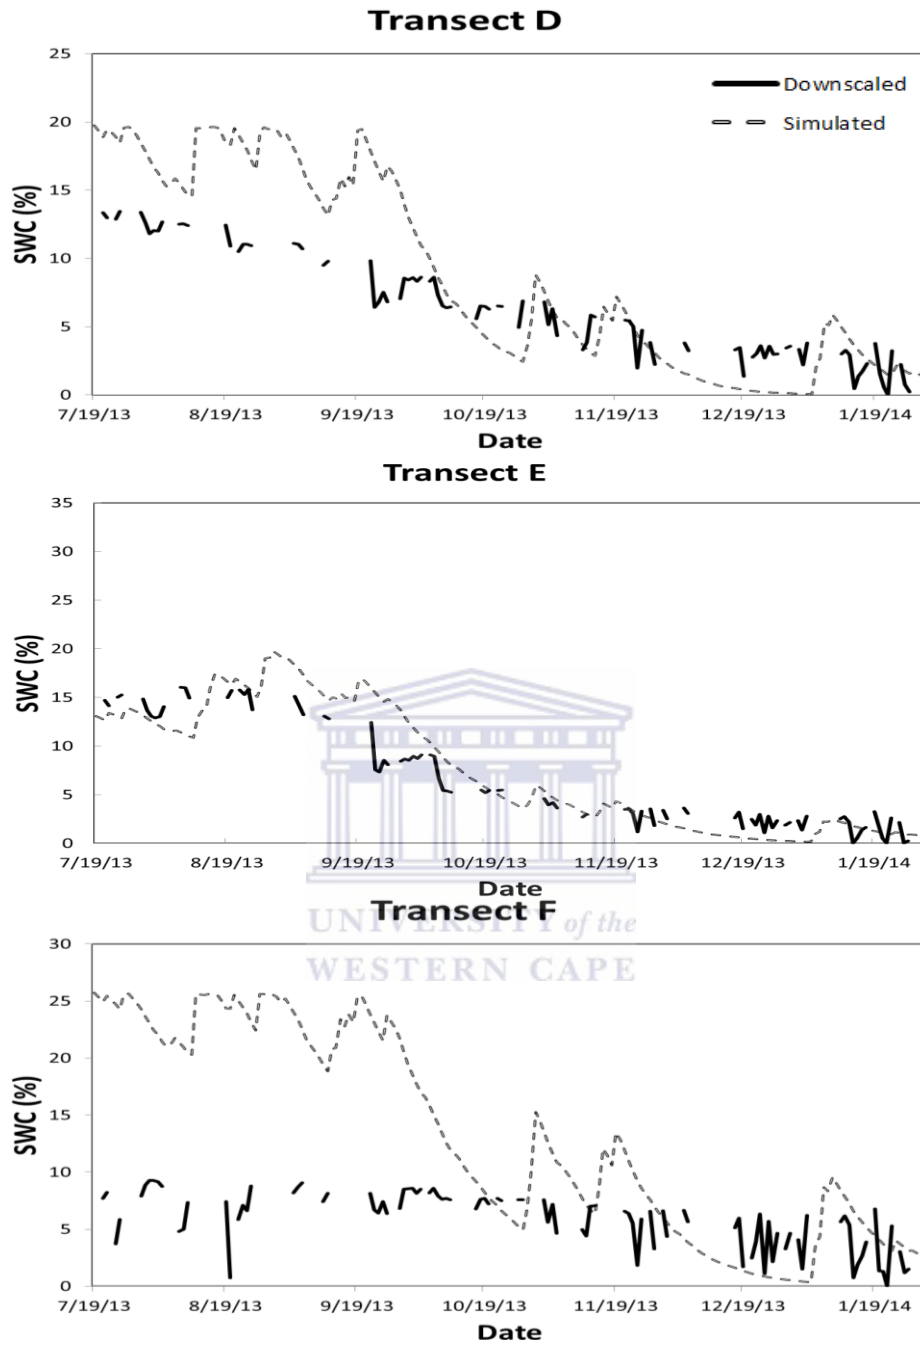 Transect D
25
Downscaled
20
Simulated
15
SWC (%)
10
5
0
7/19/13 8/19/13 9/19/13 10/19/13 11/19/13 12/19/13 1/19/14
Date
Transect E
35
30
25
20
SWC (%)
15
10
5
0
7/19/13 8/19/13 9/19/13 10/19/13 11/19/13 12/19/13 1/19/14
Date
Transect F
UNIVERSITY of the
WESTERN CAPE
30
25
20
SWC (%)
15
10
5
0
7/19/13 8/19/13 9/19/13 10/19/13 11/19/13 12/19/13 1/19/14
Date